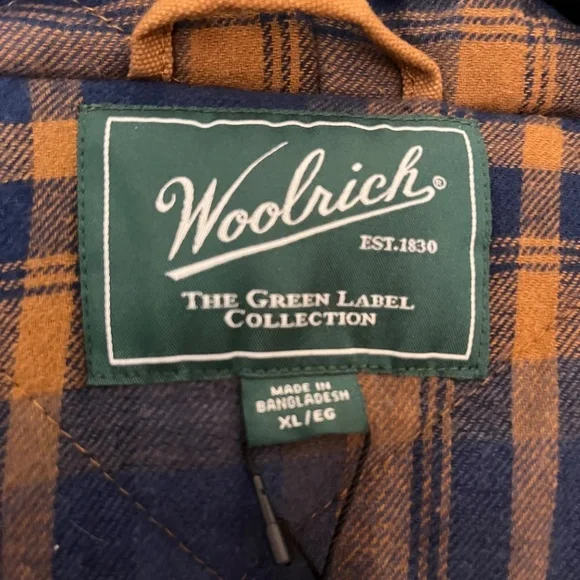 Woolrich®
EST.1830
THE GREEN LABEL
COLLECTION
MADE IN
BANGLADESH
XL/EG